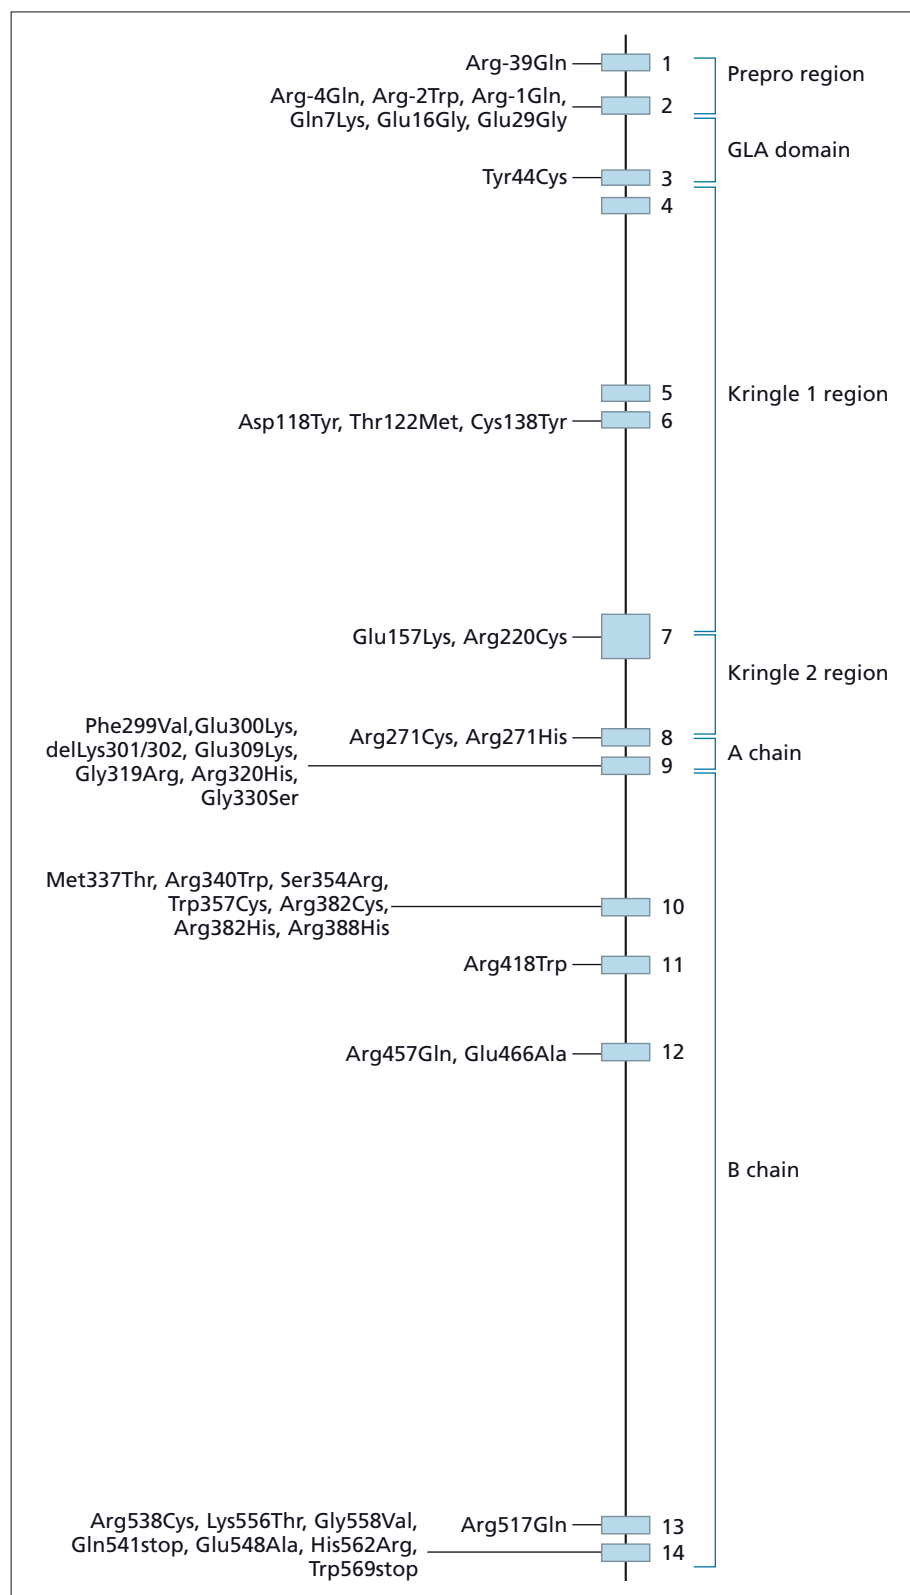 Arg-39Gln
1
Prepro region
Arg-4Gln, Arg-2Trp, Arg-1Gln,
Gln7Lys, Glu16Gly, Glu29Gly
2
GLA domain
Tyr44Cys
3
4
5
Kringle 1 region
Asp118Tyr, Thr122Met, Cys138Tyr
6
Glu157Lys, Arg220Cys
7
Kringle 2 region
Phe299Val,Glu300Lys,
delLys301/302, Glu309Lys,
Gly319Arg, Arg320His,
Gly330Ser
Arg271Cys, Arg271His
8
A chain
9
Met337Thr, Arg340Trp, Ser354Arg,
Trp357Cys, Arg382Cys,
Arg382His, Arg388His
10
Arg418Trp
11
Arg457Gln, Glu466Ala
12
B chain
Arg538Cys, Lys556Thr, Gly558Val,
Gln541stop, Glu548Ala, His562Arg,
Trp569stop
Arg517Gln
13
14